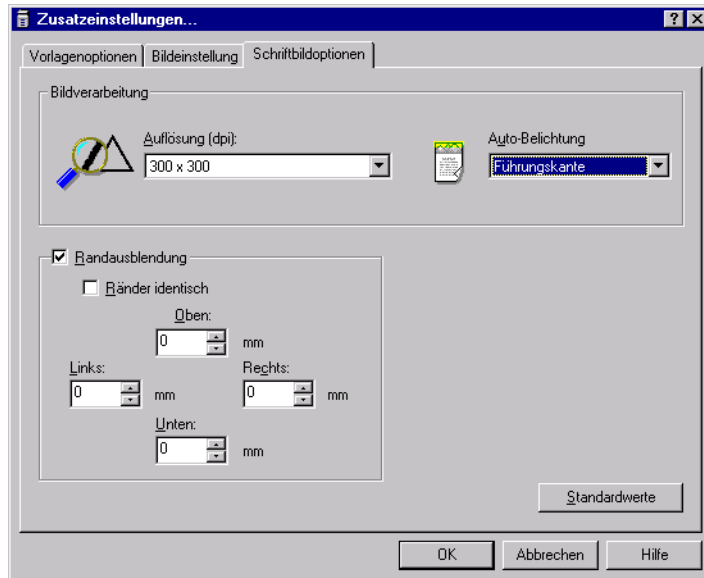 Zusatzeinstellungen...
Vorlagenoptionen Bildeinstellung Schriftbildoptionen
Bildverarbeitung
Auflösung (dpi):
300 x 300
Auto-Belichtung
Führungskante
Randausblendung
Ränder identisch
Oben:
0 mm
Links: Rechts:
0 mm 0 mm
Unten:
0 mm
Standardwerte
OK Abbrechen Hilfe